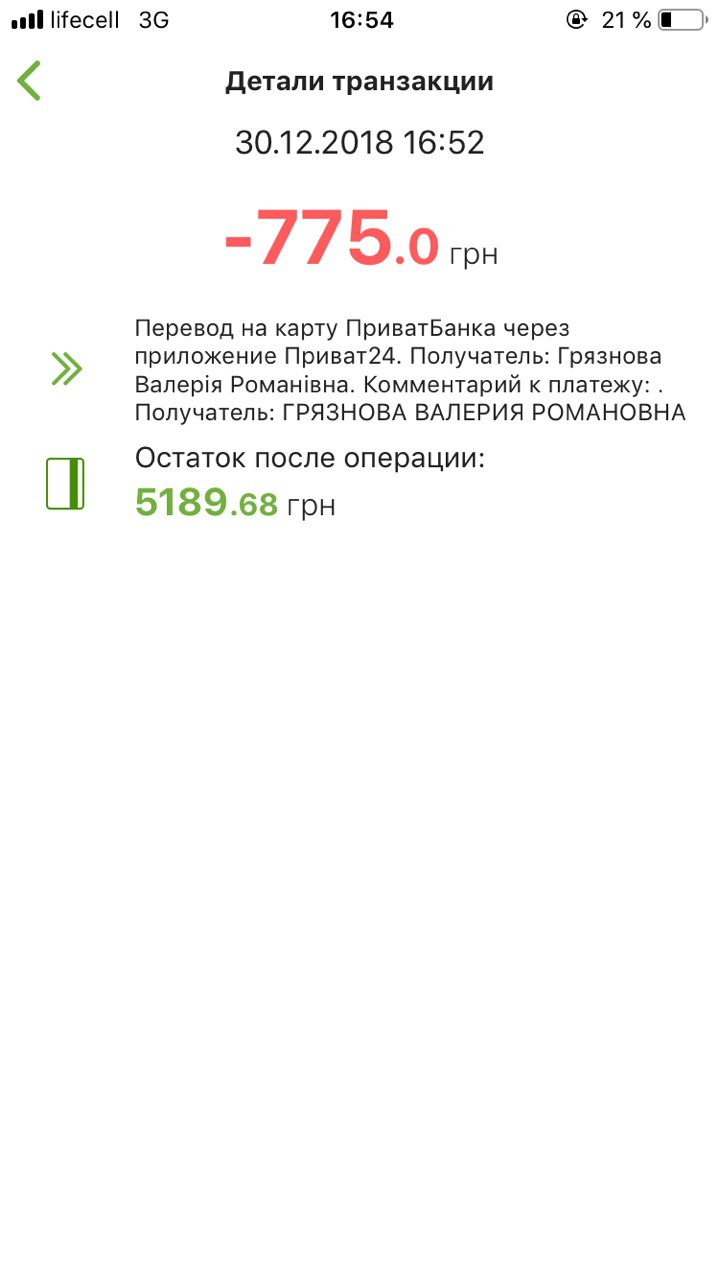 lifecell 3G 16:54 21 %
Детали транзакции
30.12.2018 16:52
-775.0 грн
Перевод на карту ПриватБанка через
приложение Приват24. Получатель: Грязнова
Валерія Романівна. Комментарий к платежу: .
Получатель: ГРЯЗНОВА ВАЛЕРИЯ РОМАНОВНА
Остаток после операции:
5189.68 грн